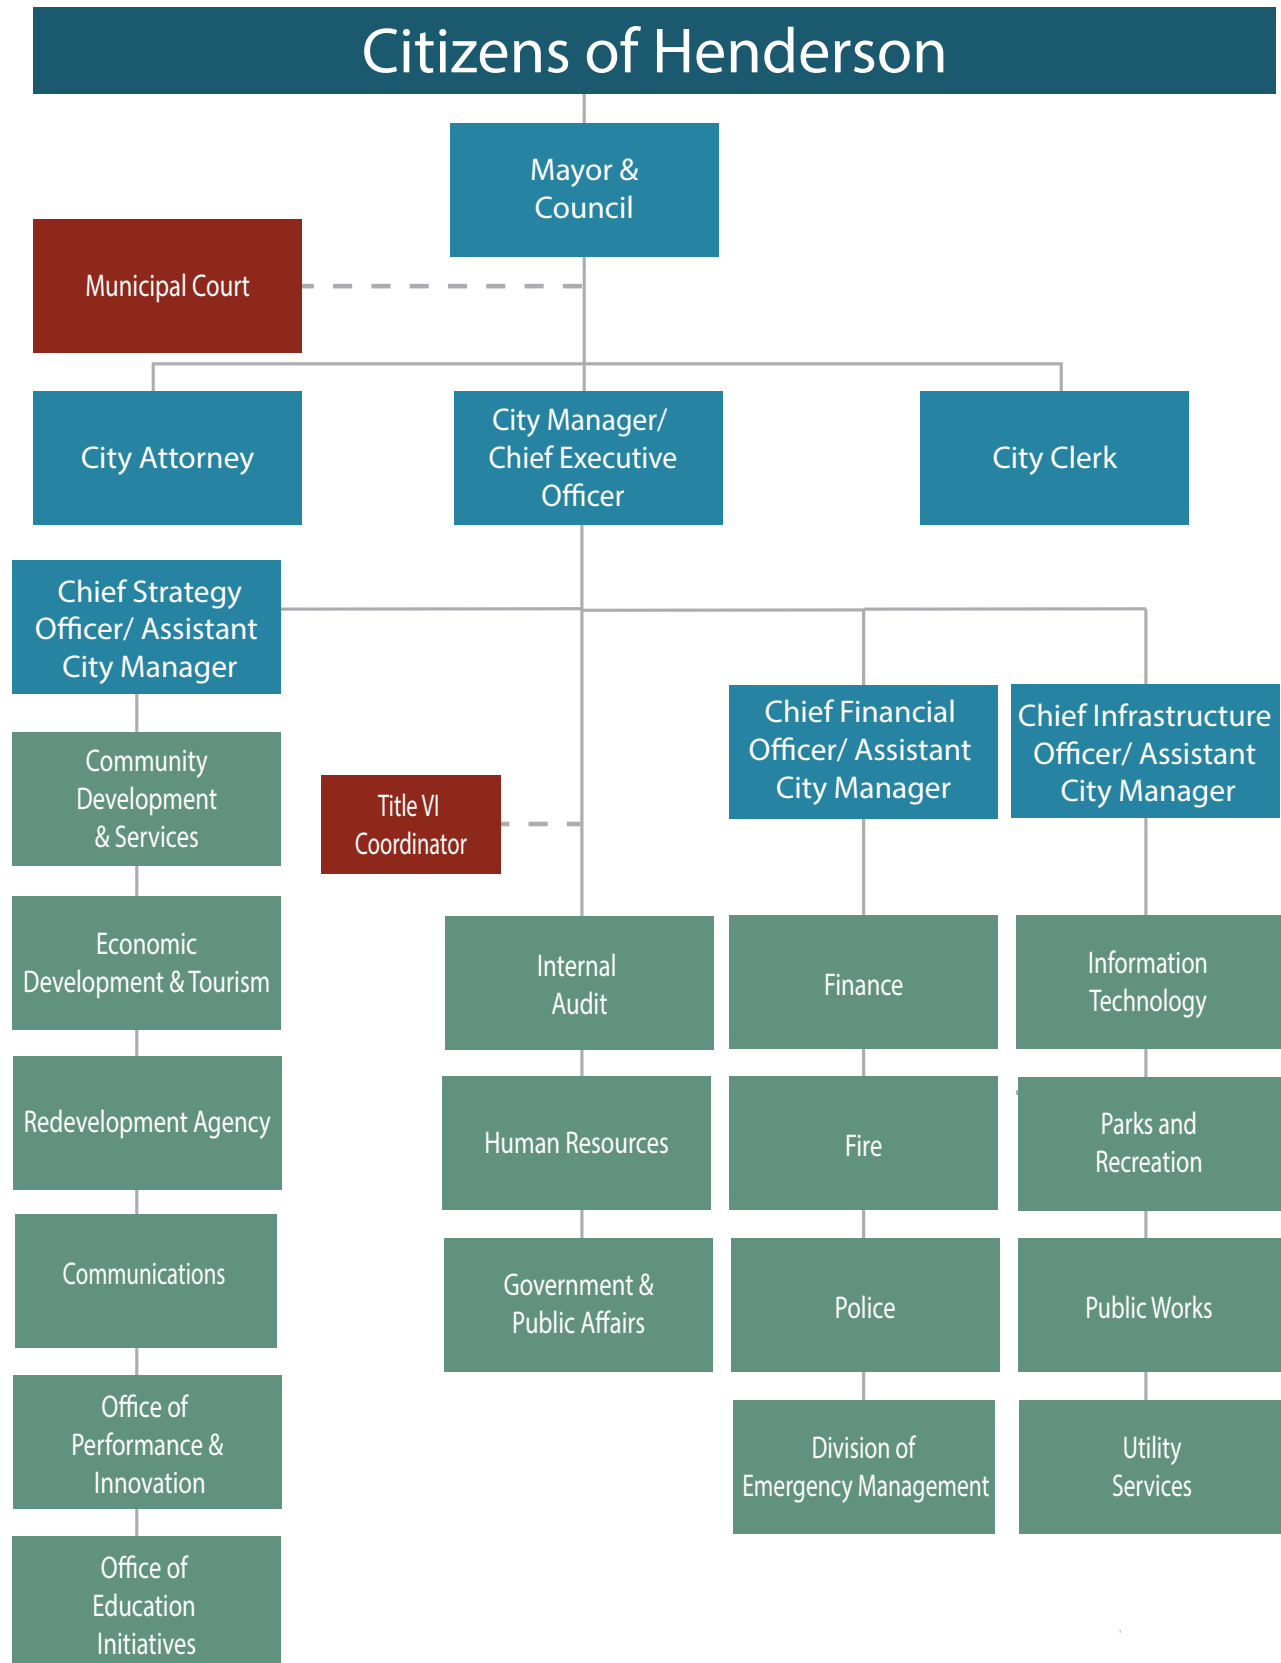 Citizens of Henderson
Mayor &
Council
Municipal Court
City Attorney
City Manager/
Chief Executive
Officer
City Clerk
Chief Strategy
Officer/ Assistant
City Manager
Chief Financial
Officer/ Assistant
City Manager
Chief Infrastructure
Officer/ Assistant
City Manager
Community
Development
& Services
Title VI
Coordinator
Economic
Development & Tourism
Internal
Audit
Finance
Information
Technology
Redevelopment Agency
Human Resources
Fire
Parks and
Recreation
Communications
Government &
Public Affairs
Police
Public Works
Office of
Performance &
Innovation
Division of
Emergency Management
Utility
Services
Office of
Education
Initiatives